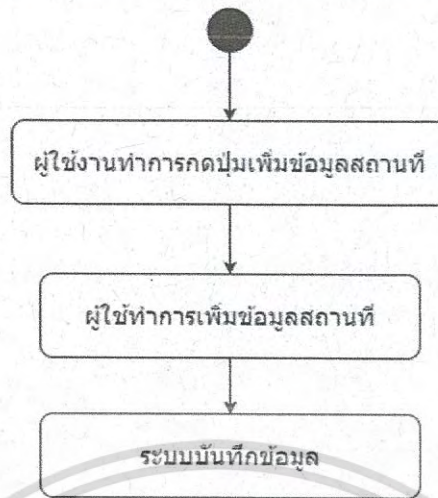 ผู้ใช้งานทำการกดปุ่มเพิ่มข้อมูลสถานที่
ผู้ใช้ทำการเพิ่มข้อมูลสถานที่
ระบบบันทึกข้อมูล